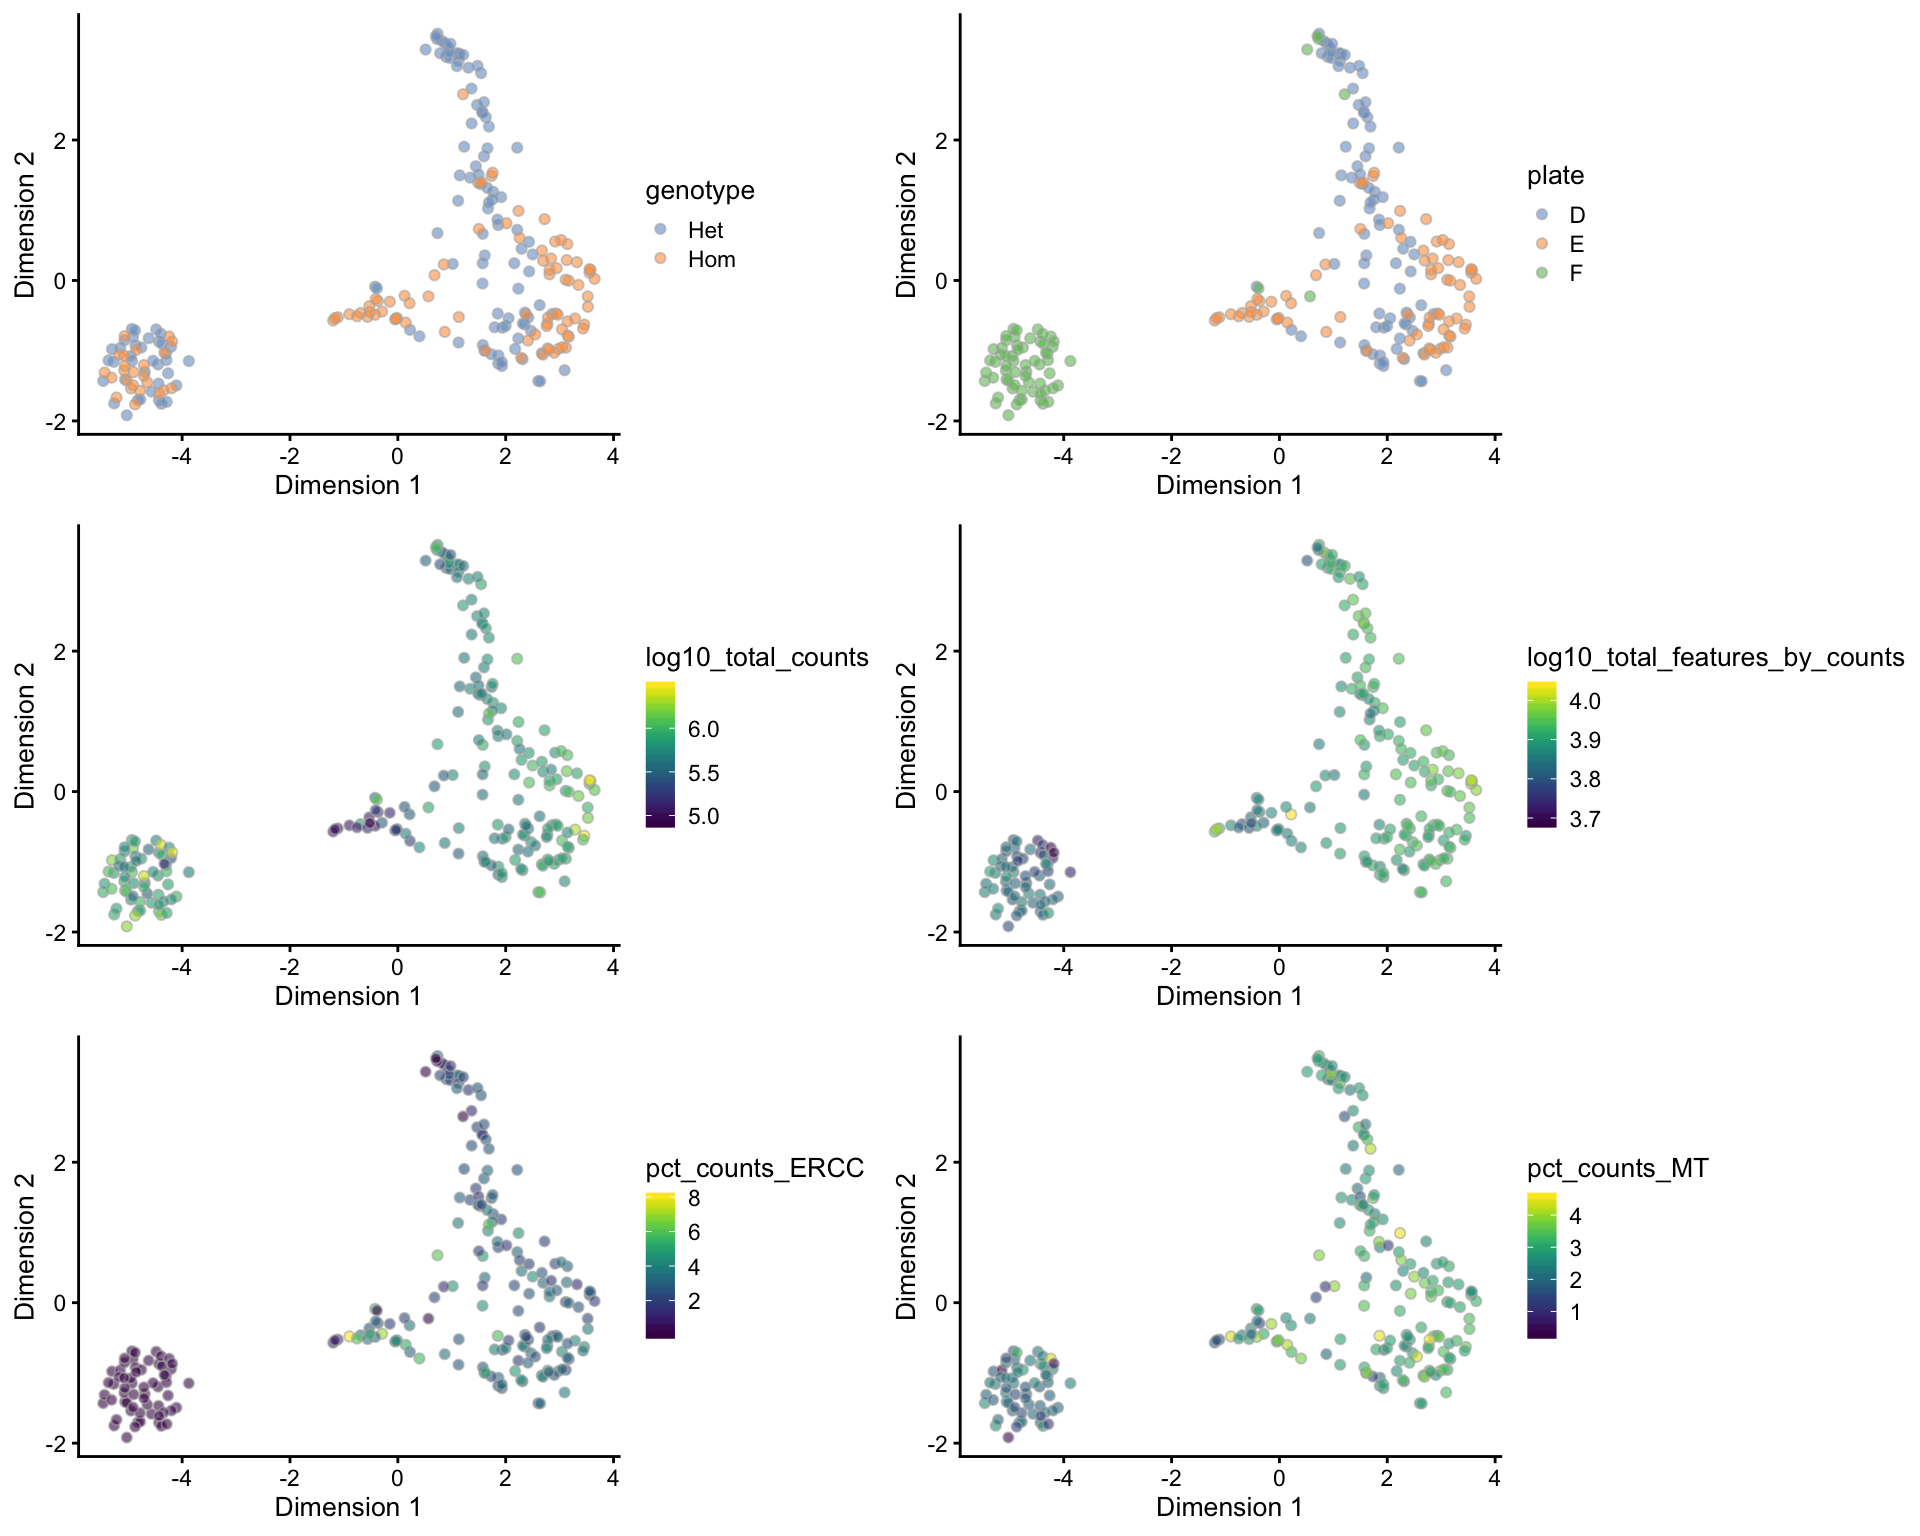 2
0
-2
-4
-2
0
2
4
Dimension 1
Dimension 2
genotype
Het
Hom
2
0
-2
-4
-2
0
2
4
Dimension 1
Dimension 2
plate
D
E
F
2
0
-2
-4
-2
0
2
4
Dimension 1
Dimension 2
log10_total_counts
6.0
5.5
5.0
2
0
-2
-4
-2
0
2
4
Dimension 1
Dimension 2
log10_total_features_by_counts
4.0
3.9
3.8
3.7
2
0
-2
-4
-2
0
2
4
Dimension 1
Dimension 2
pct_counts_ERCC
8
6
4
2
2
0
-2
-4
-2
0
2
4
Dimension 1
Dimension 2
pct_counts_MT
4
3
2
1